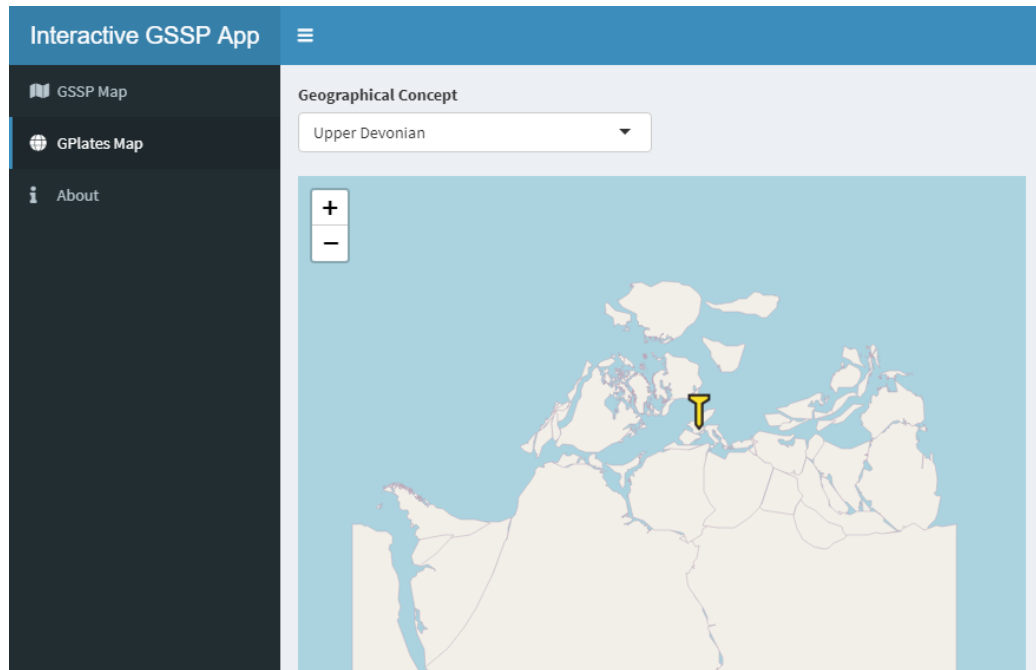 Interactive GSSP App
GSSP Map
GPlates Map
About
Geographical Concept
Upper Devonian
+
−